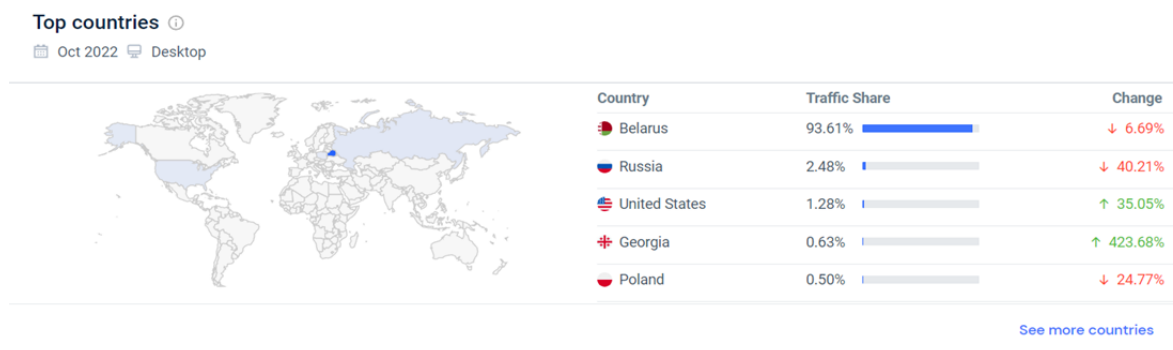 Top countries
Oct 2022 Desktop
Country Traffic Share Change
Belarus 93.61% ↓ 6.69%
Russia 2.48% ↓ 40.21%
United States 1.28% ↑ 35.05%
Georgia 0.63% ↑ 423.68%
Poland 0.50% ↓ 24.77%
See more countries